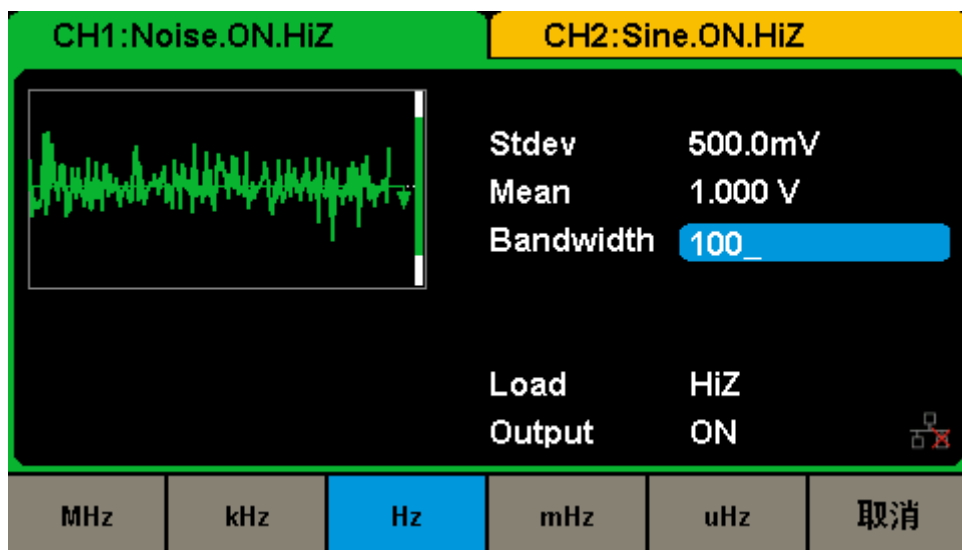 CH1:Noise.ON.HiZ CH2:Sine.ON.HiZ
Stdev 500.0mV
Mean 1.000 V
Bandwidth 100_
Load HiZ
Output ON
MHz kHz Hz mHz uHz 取消